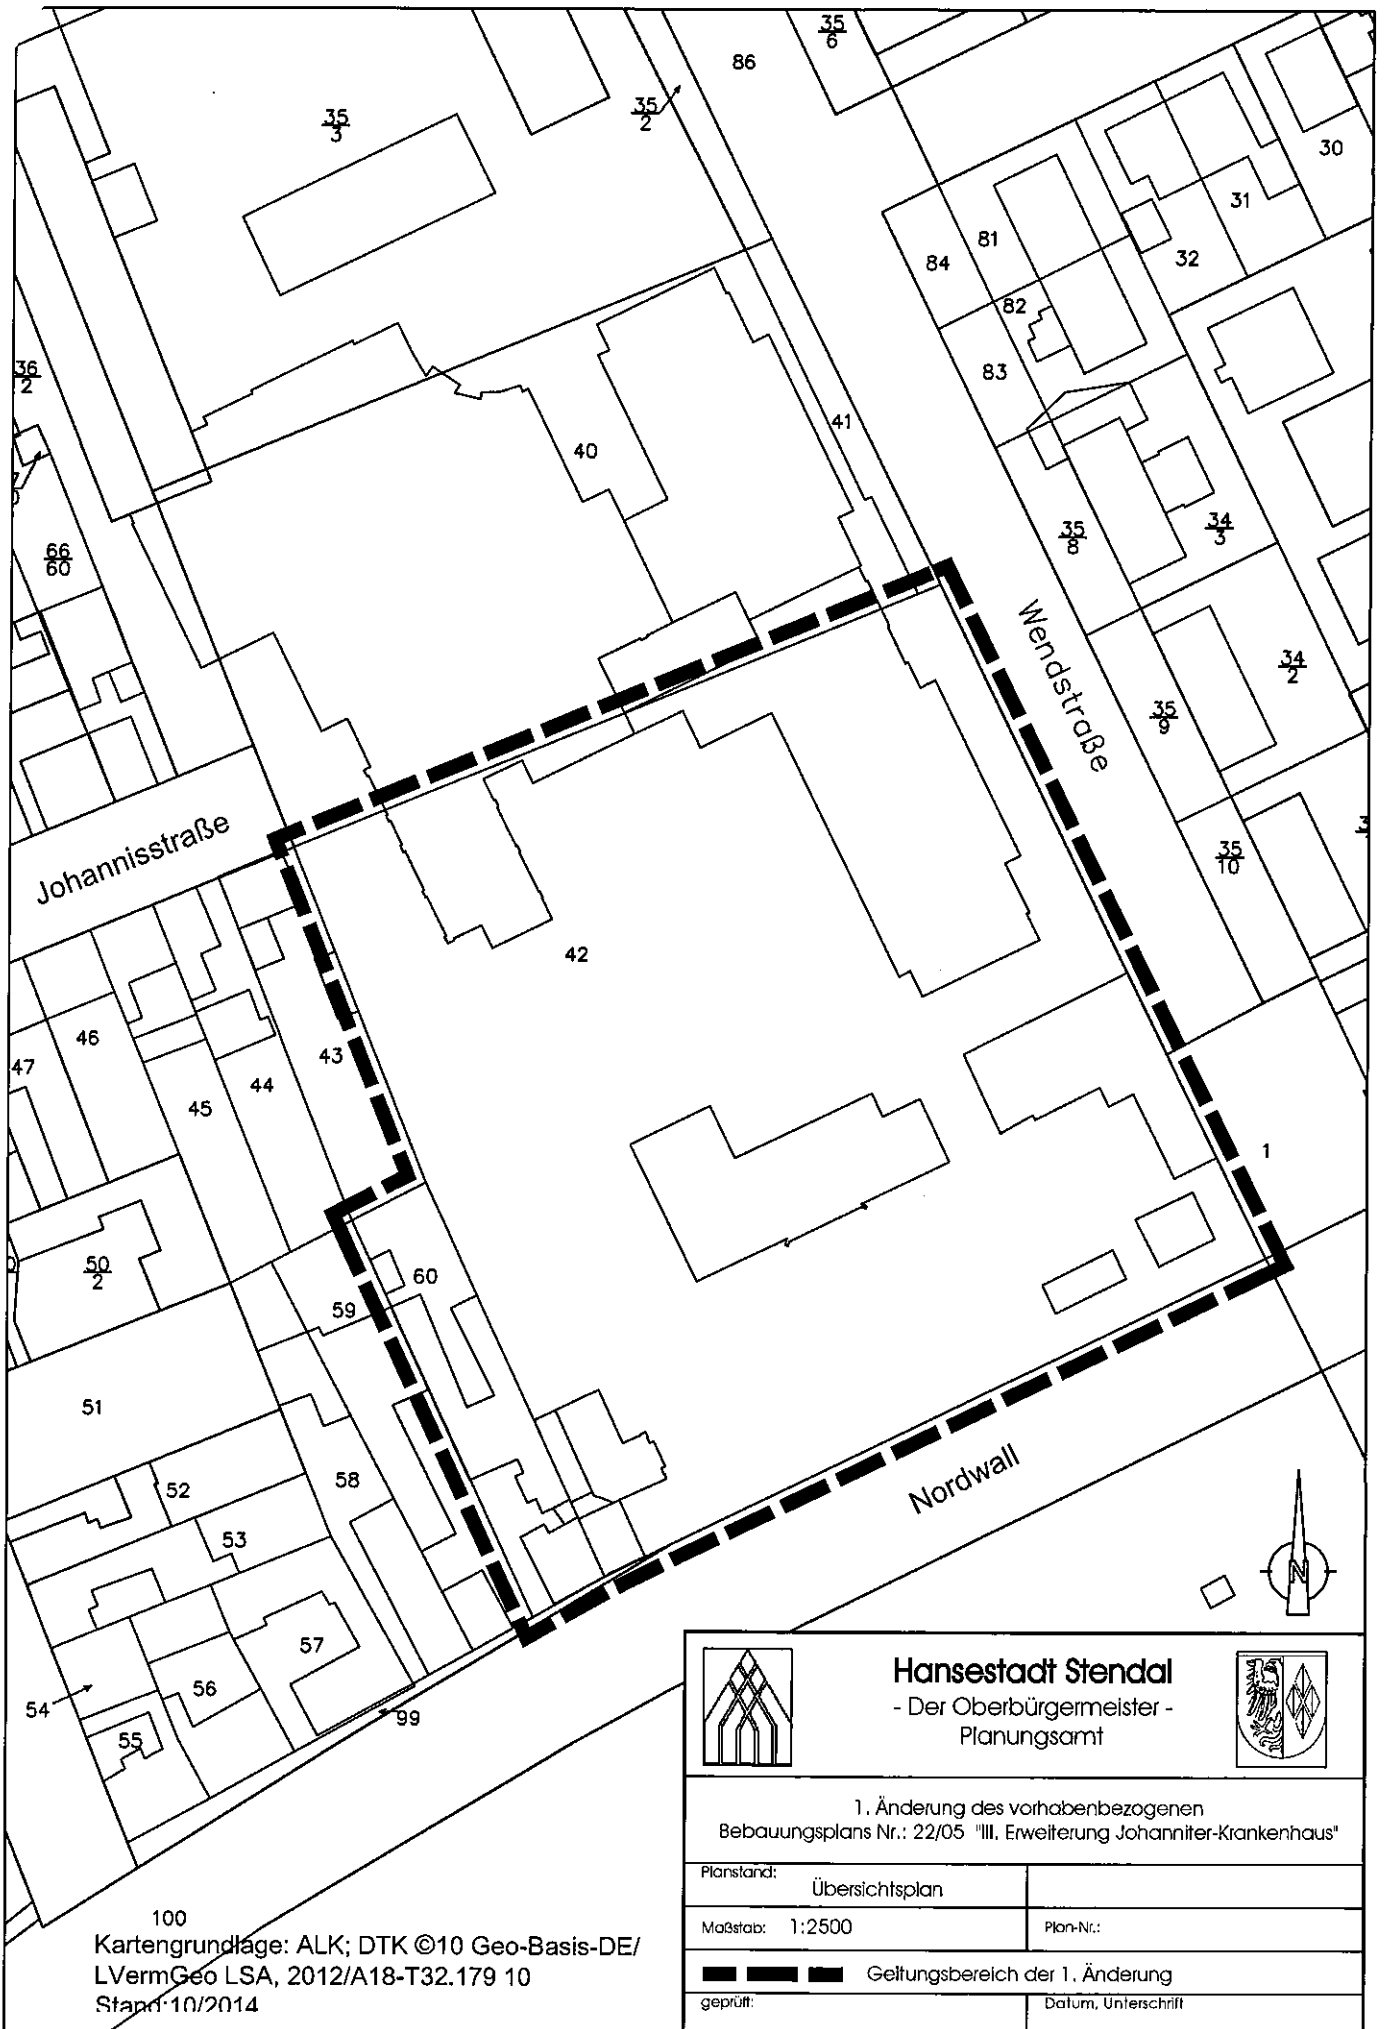 35
6
86
35
3
35
2
30
31
81
32
84
82
36
2
83
41
40
35
8
34
3
66
60
Wendstraße
34
2
35
9
Johannisstraße
35
10
42
46
43
47
44
45
1
50
2
60
59
51
58
52
53
Nordwall
N
57
56
54
99
55
100
Kartengrundlage: ALK; DTK ©10 Geo-Basis-DE/
LVermGeo LSA, 2012/A18-T32.179 10
Stand:10/2014
Hansestadt Stendal
- Der Oberbürgermeister -
Planungsamt
1. Änderung des vorhabenbezogenen
Bebauungsplans Nr.: 22/05 "III. Erweiterung Johanniter-Krankenhaus"
Planstand:
Übersichtsplan
Maßstab: 1:2500
Plan-Nr.:
Geltungsbereich der 1. Änderung
geprüft:
Datum, Unterschrift